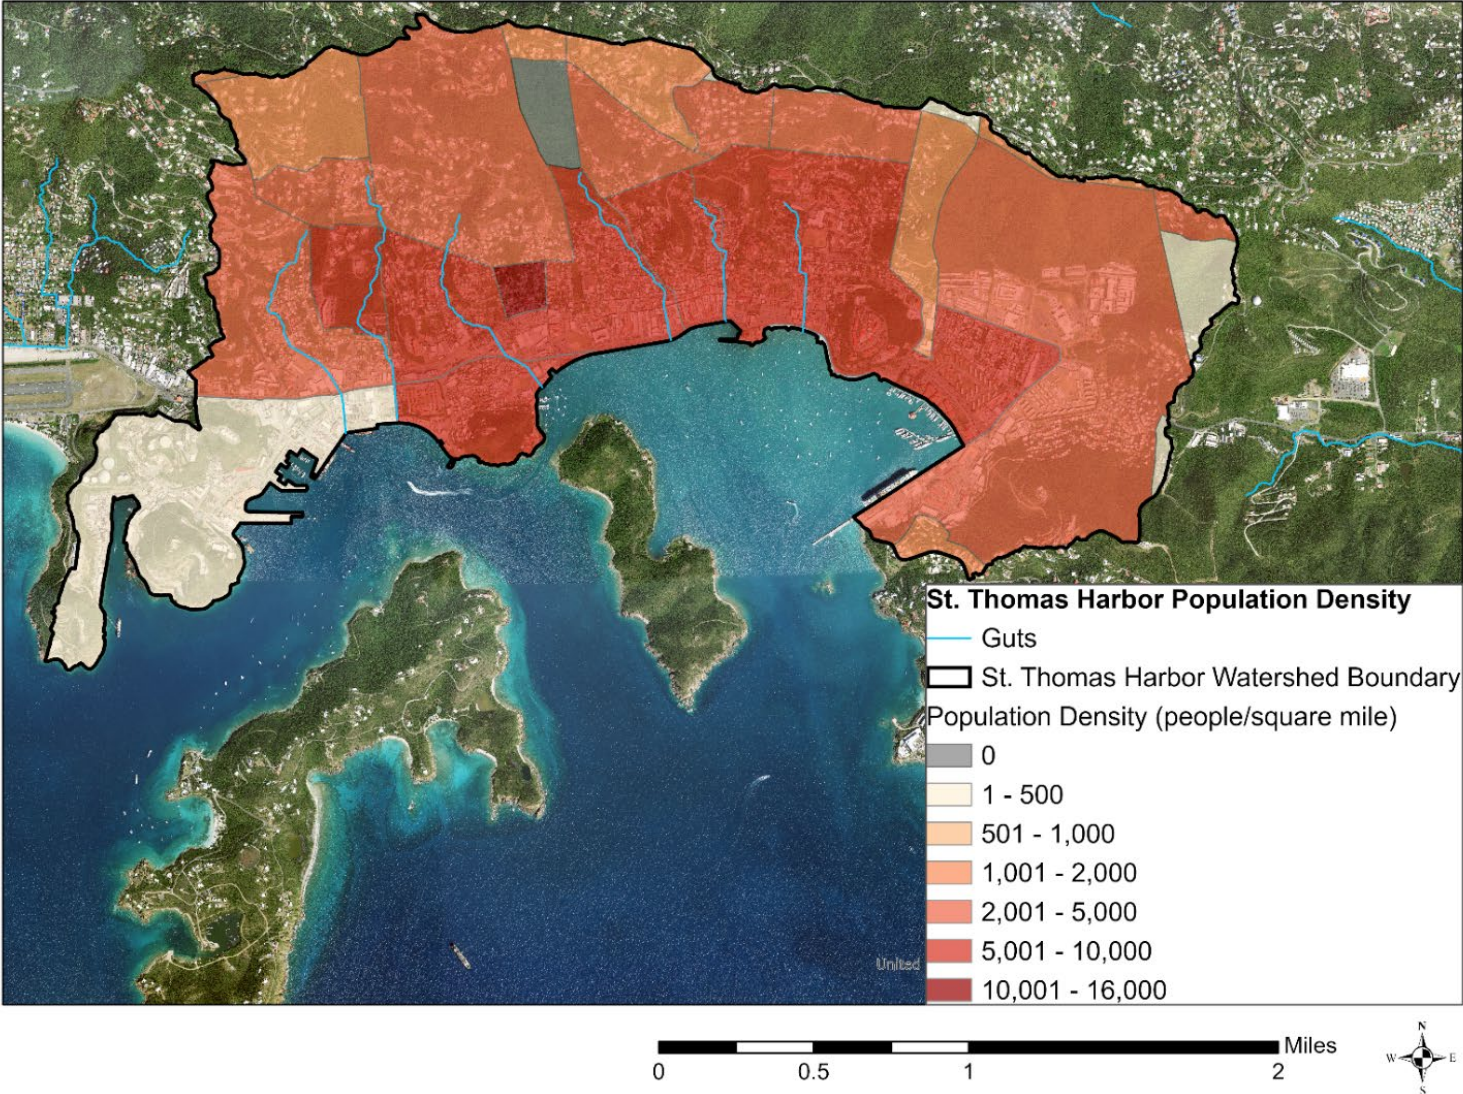 St. Thomas Harbor Population Density
Guts
St. Thomas Harbor Watershed Boundary
Population Density (people/square mile)
0
1 - 500
501 - 1,000
1,001 - 2,000
2,001 - 5,000
5,001 - 10,000
10,001 - 16,000
United
Miles
0 0.5 1 2
N
W E
S